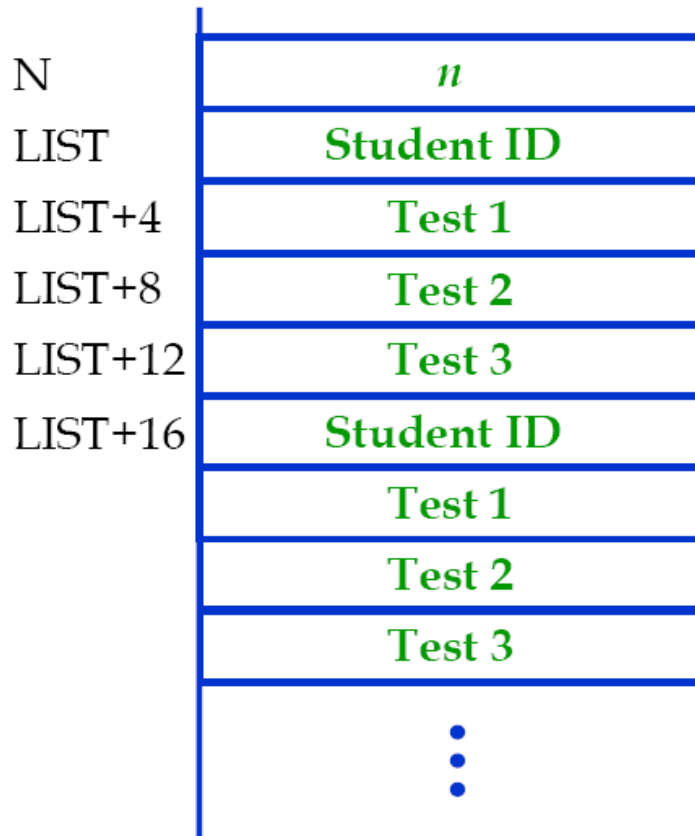 N n
LIST Student ID
LIST+4 Test 1
LIST+8 Test 2
LIST+12 Test 3
LIST+16 Student ID
Test 1
Test 2
Test 3